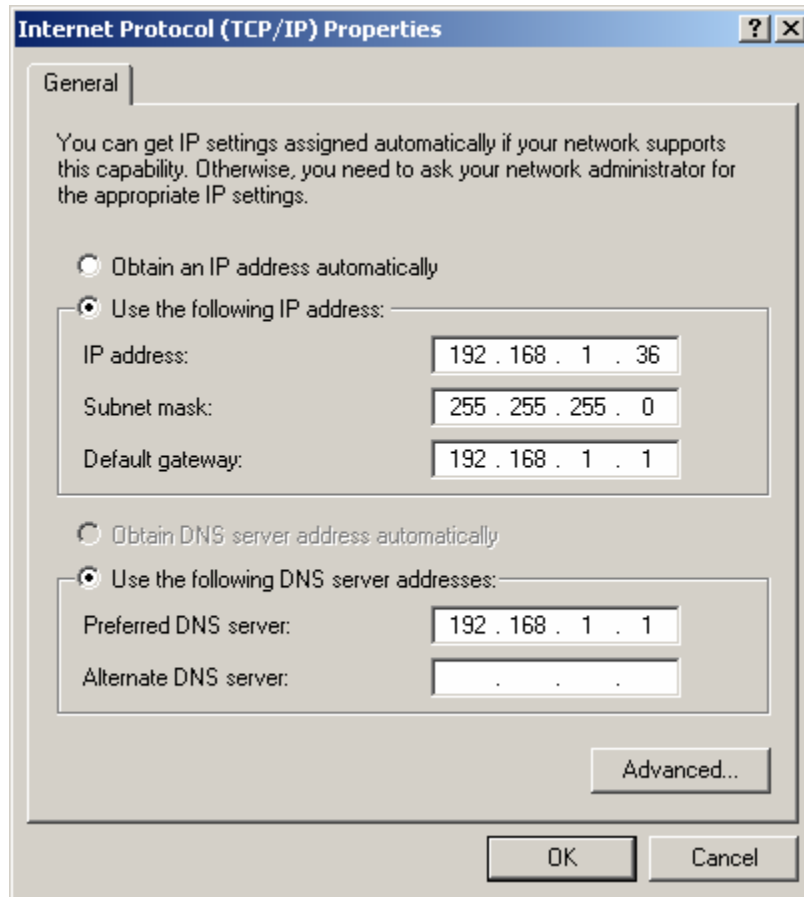 Internet Protocol (TCP/IP) Properties
General
You can get IP settings assigned automatically if your network supports
this capability. Otherwise, you need to ask your network administrator for
the appropriate IP settings.
Obtain an IP address automatically
Use the following IP address:
IP address: 192 . 168 . 1 . 36
Subnet mask: 255 . 255 . 255 . 0
Default gateway: 192 . 168 . 1 . 1
Obtain DNS server address automatically
Use the following DNS server addresses:
Preferred DNS server: 192 . 168 . 1 . 1
Alternate DNS server: . . .
Advanced...
OK Cancel